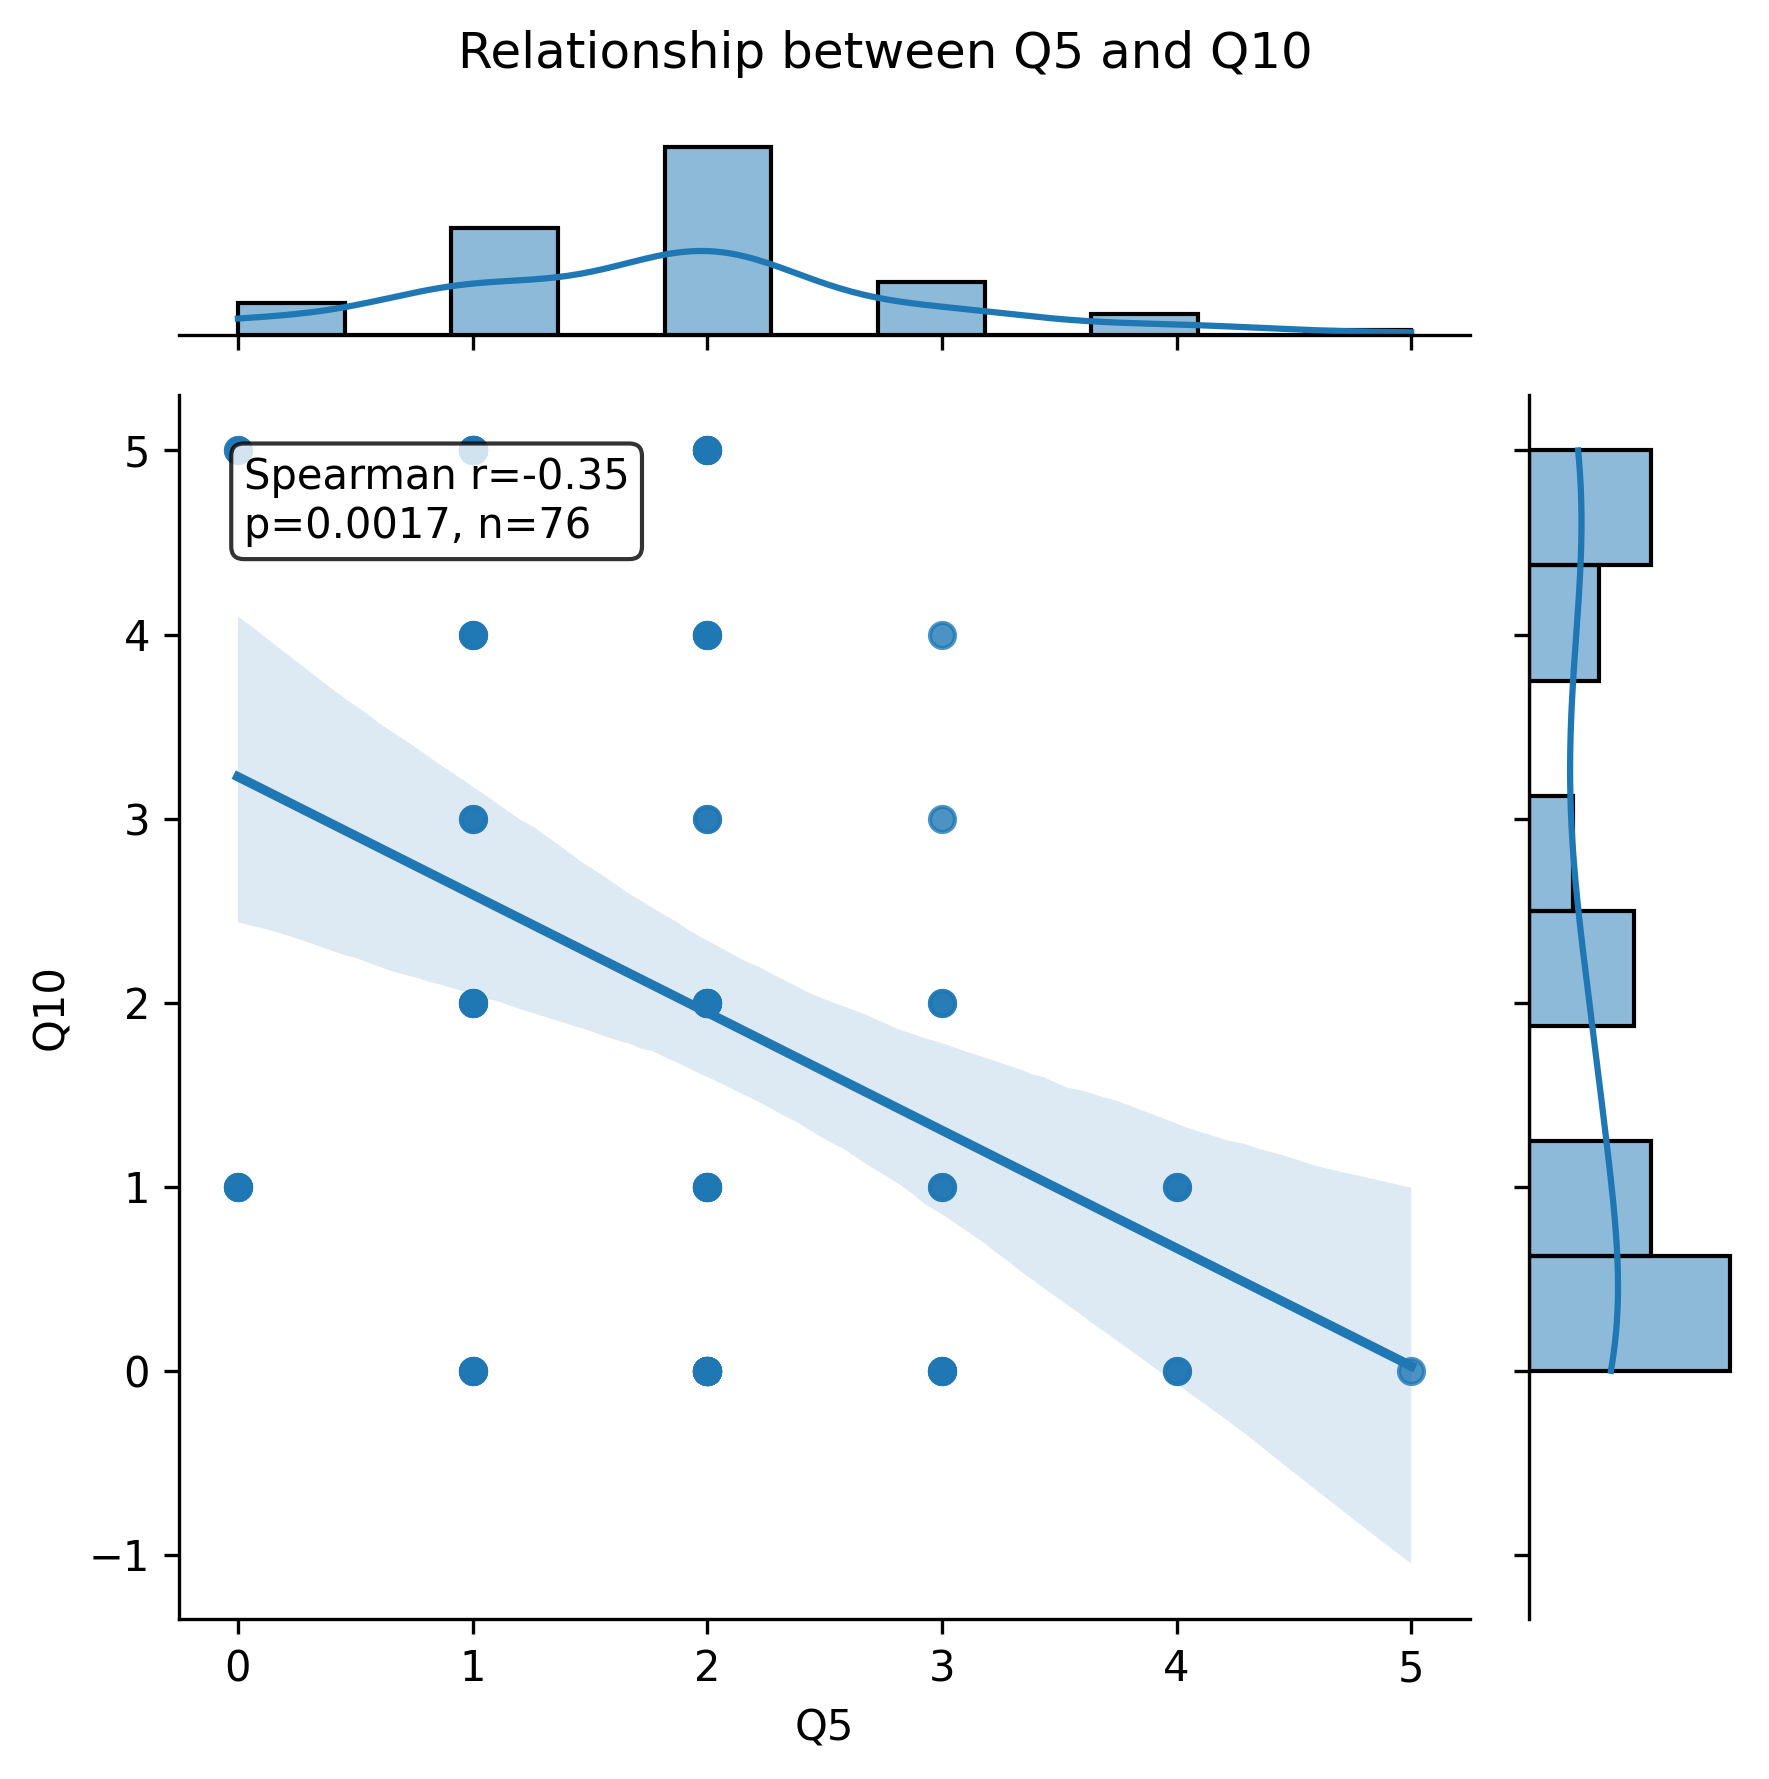 Relationship between Q5 and Q10
Spearman r=-0.35
p=0.0017, n=76
5
4
3
2
1
0
−1
Q10
0 1 2 3 4 5
Q5